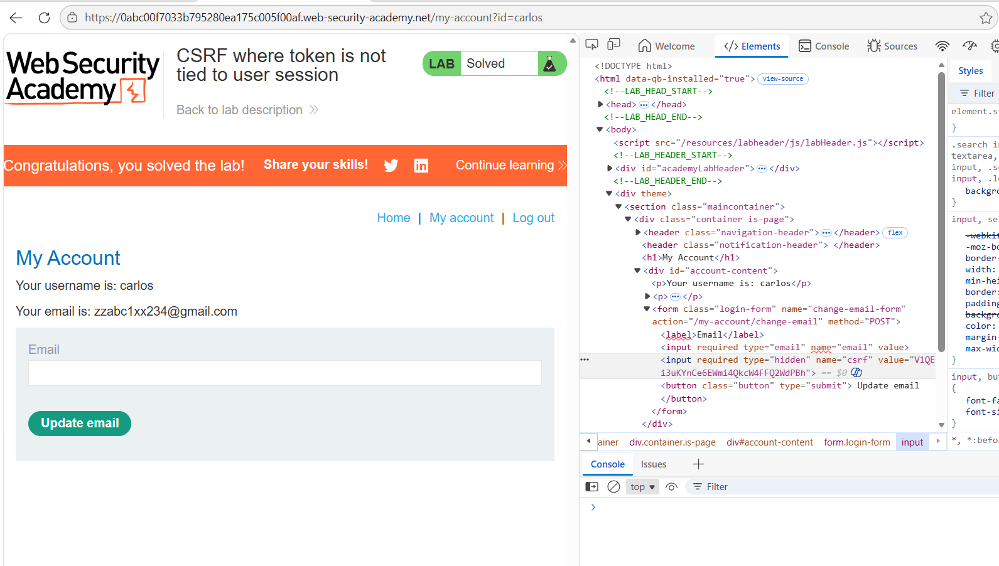 https://0abc00f7033b795280ea175c005f00af.web-security-academy.net/my-account?id=carlos
Web Security
Academy
CSRF where token is not
tied to user session
Back to lab description
LAB Solved
Congratulations, you solved the lab!
Share your skills!
Continue learning
Home | My account | Log out
My Account
Your username is: carlos
Your email is: zzabc1xx234@gmail.com
Email
Update email
Welcome
Elements
Console
Sources
<!DOCTYPE html>
<html data-qb-installed="true"> view-source
<!--LAB_HEAD_START-->
<head> ••• </head>
<!--LAB_HEAD_END-->
<body>
<script src="/resources/labheader/js/labHeader.js"></script>
<!--LAB_HEADER_START-->
<div id="academyLabHeader"> ••• </div>
<!--LAB_HEADER_END-->
<div theme>
<section class="maincontainer">
<div class="container is-page">
<header class="navigation-header"> ••• </header> flex
<header class="notification-header"> </header>
<h1>My Account</h1>
<div id="account-content">
<p>Your username is: carlos</p>
<p> ••• </p>
<form class="login-form" name="change-email-form"
action="/my-account/change-email" method="POST">
<label>Email</label>
<input required type="email" name="email" value>
<input required type="hidden" name="csrf" value="V1QE
i3uKYnCe6EWmi4QkcW4FFQ2WdPBh"> == $0
<button class="button" type="submit"> Update email
</button>
</form>
</div>
ainer div.container.is-page div#account-content form.login-form input
Console
Issues
top
Filter
Styles
Filter
element.st
}
.search in
textarea,
input, .s
input, .l
backgro
}
input, se
-webkit
-moz-bo
border-
width:
min-hei
border:
padding
backgro
color:
margin-
max-wid
}
input, bu
{
font-fa
font-si
}
*, *:befo